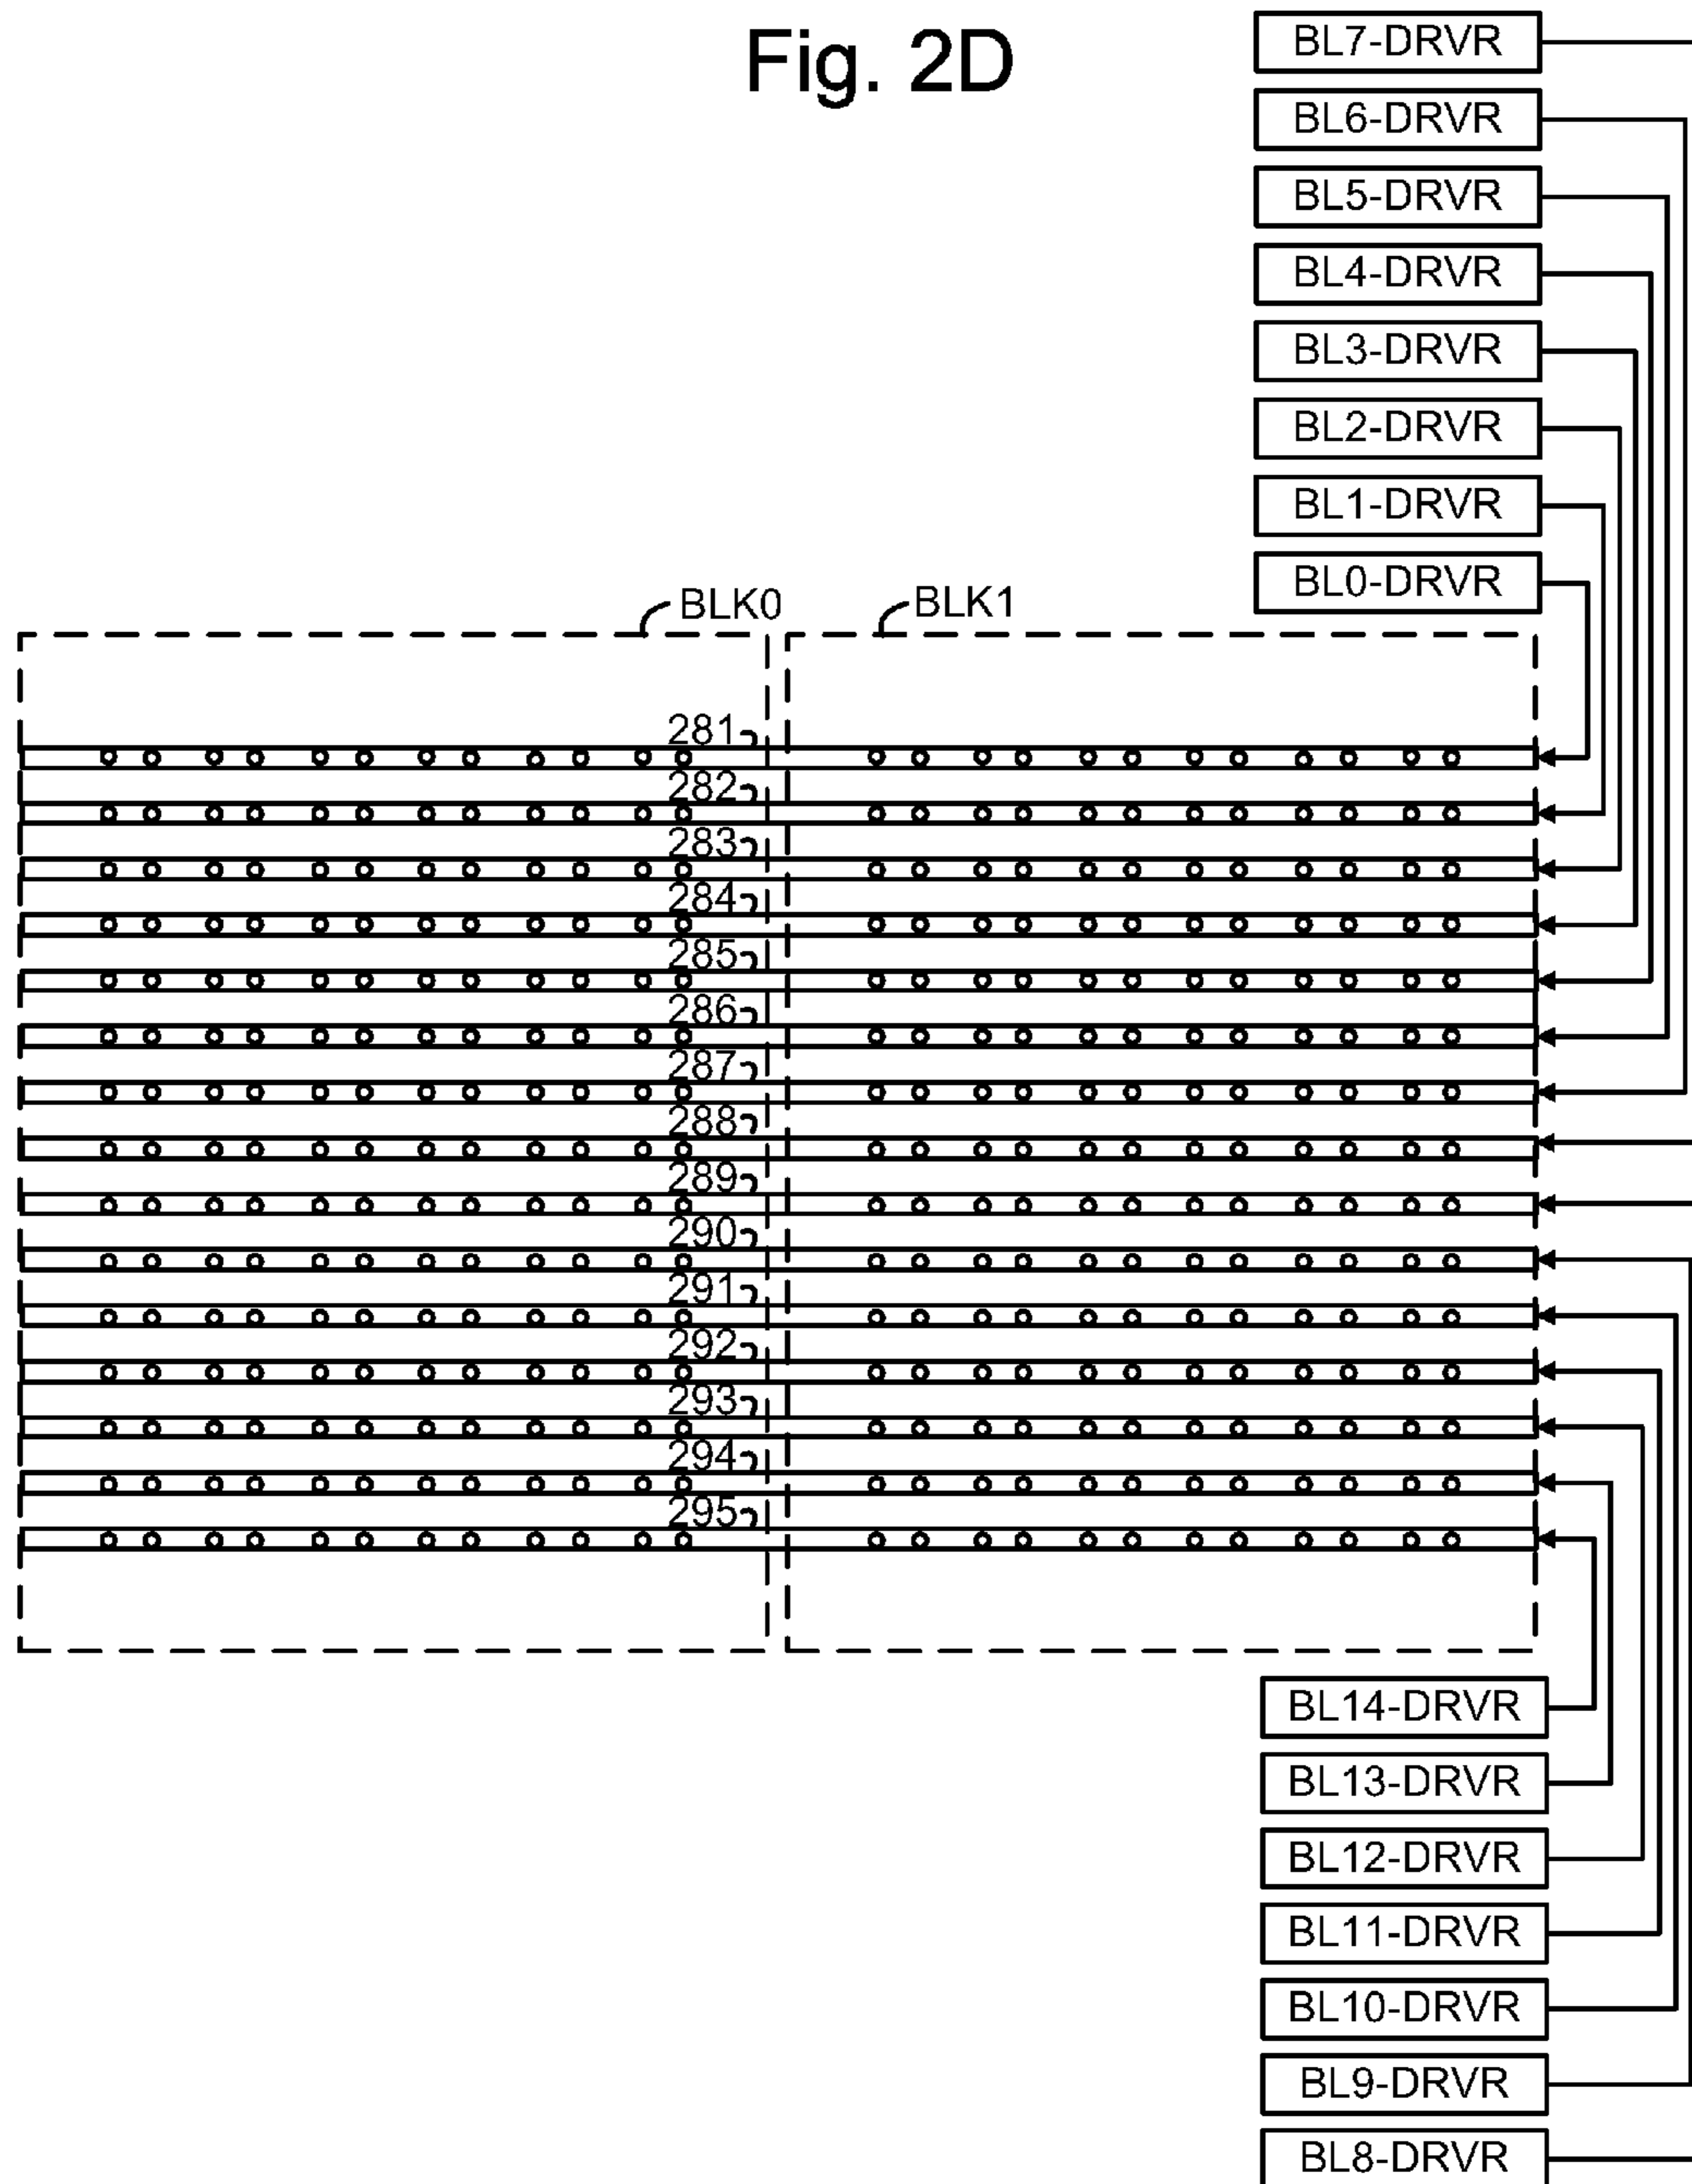 Fig. 2D
BL7-DRVR
BL6-DRVR
BL5-DRVR
BL4-DRVR
BL3-DRVR
BL2-DRVR
BL1-DRVR
BL0-DRVR
BLK0
BLK1
281
282
283
284
285
286
287
288
289
290
291
292
293
294
295
BL14-DRVR
BL13-DRVR
BL12-DRVR
BL11-DRVR
BL10-DRVR
BL9-DRVR
BL8-DRVR